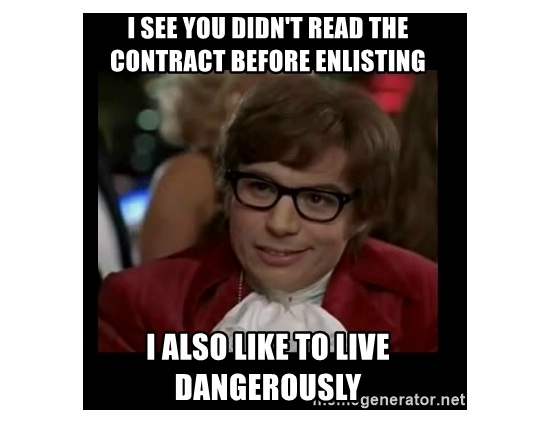 I SEE YOU DIDN'T READ THE
CONTRACT BEFORE ENLISTING
I ALSO LIKE TO LIVE
DANGEROUSLY
memegenerator.net